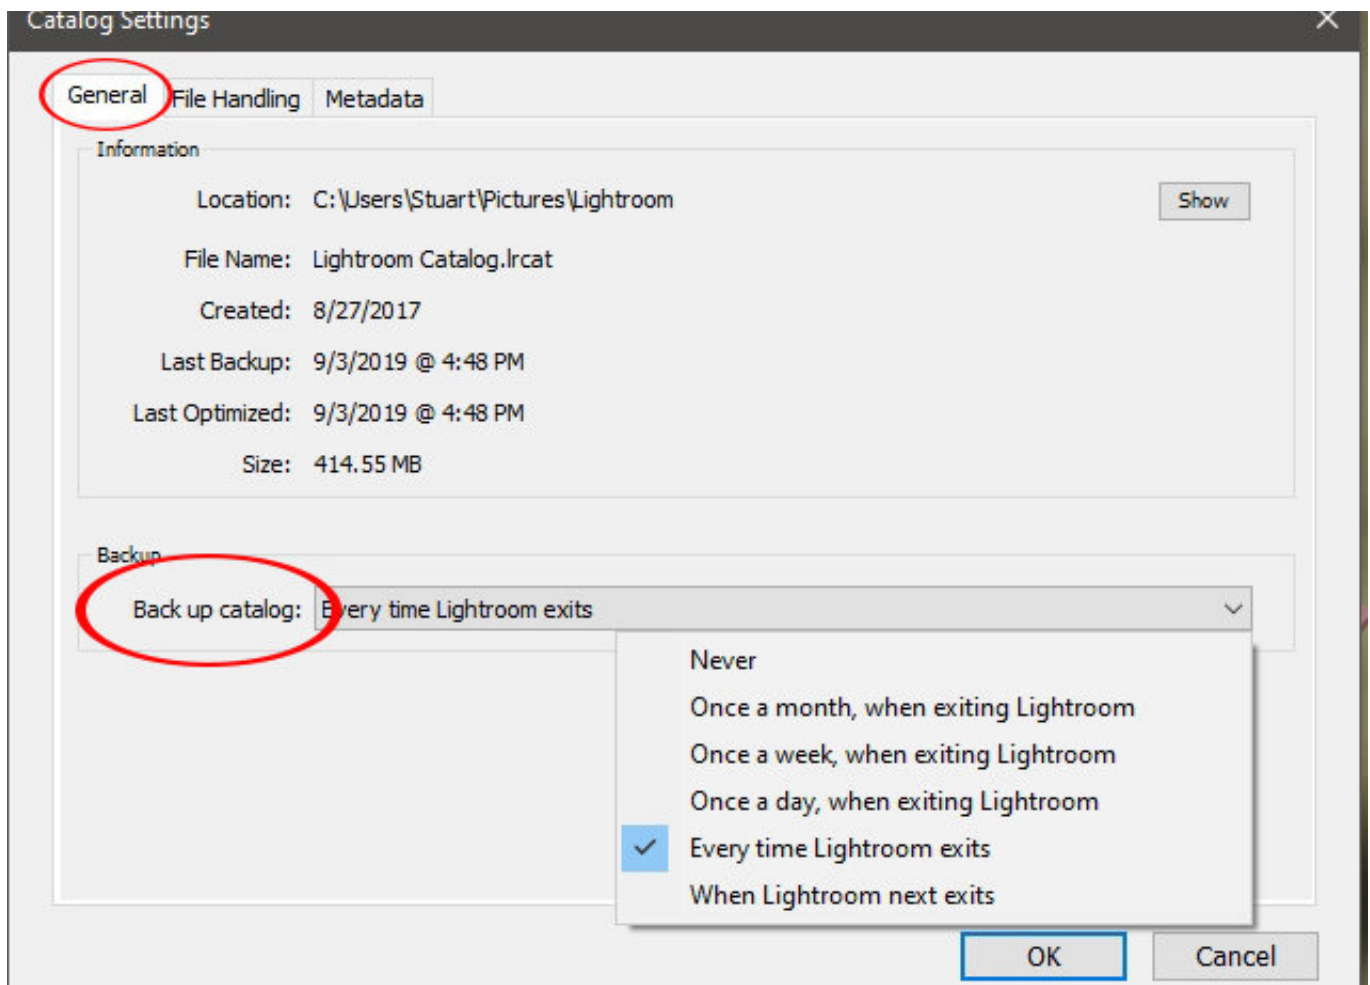 Catalog Settings
General File Handling Metadata
Information
Location: C:\Users\Stuart\Pictures\Lightroom Show
File Name: Lightroom Catalog.lrcat
Created: 8/27/2017
Last Backup: 9/3/2019 @ 4:48 PM
Last Optimized: 9/3/2019 @ 4:48 PM
Size: 414.55 MB
Backup
Back up catalog: Every time Lightroom exits
Never
Once a month, when exiting Lightroom
Once a week, when exiting Lightroom
Once a day, when exiting Lightroom
Every time Lightroom exits
When Lightroom next exits
OK Cancel